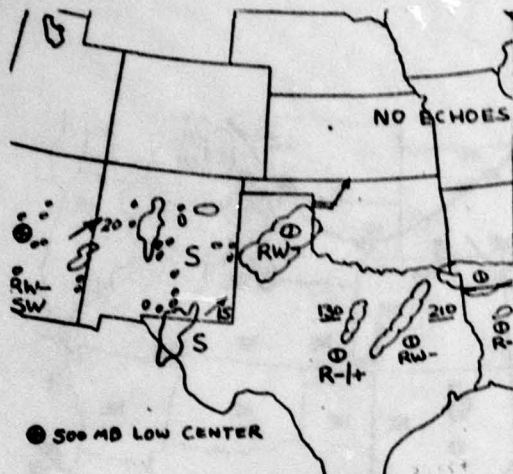 NO ECHOES
20
S
RW-
RW-
SW
15
S
130
210
R-/+
RW-
R-
500 MB LOW CENTER